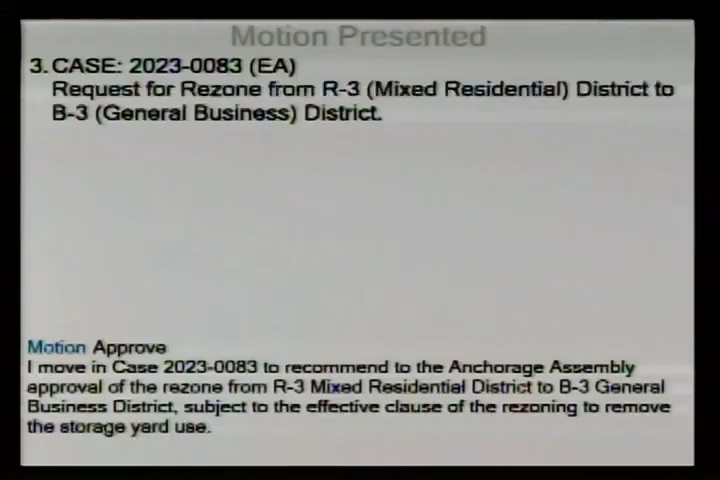 Motion Presented
3. CASE: 2023-0083 (EA)
Request for Rezone from R-3 (Mixed Residential) District to
B-3 (General Business) District.
Motion Approve
I move in Case 2023-0083 to recommend to the Anchorage Assembly
approval of the rezone from R-3 Mixed Residential District to B-3 General
Business District, subject to the effective clause of the rezoning to remove
the storage yard use.